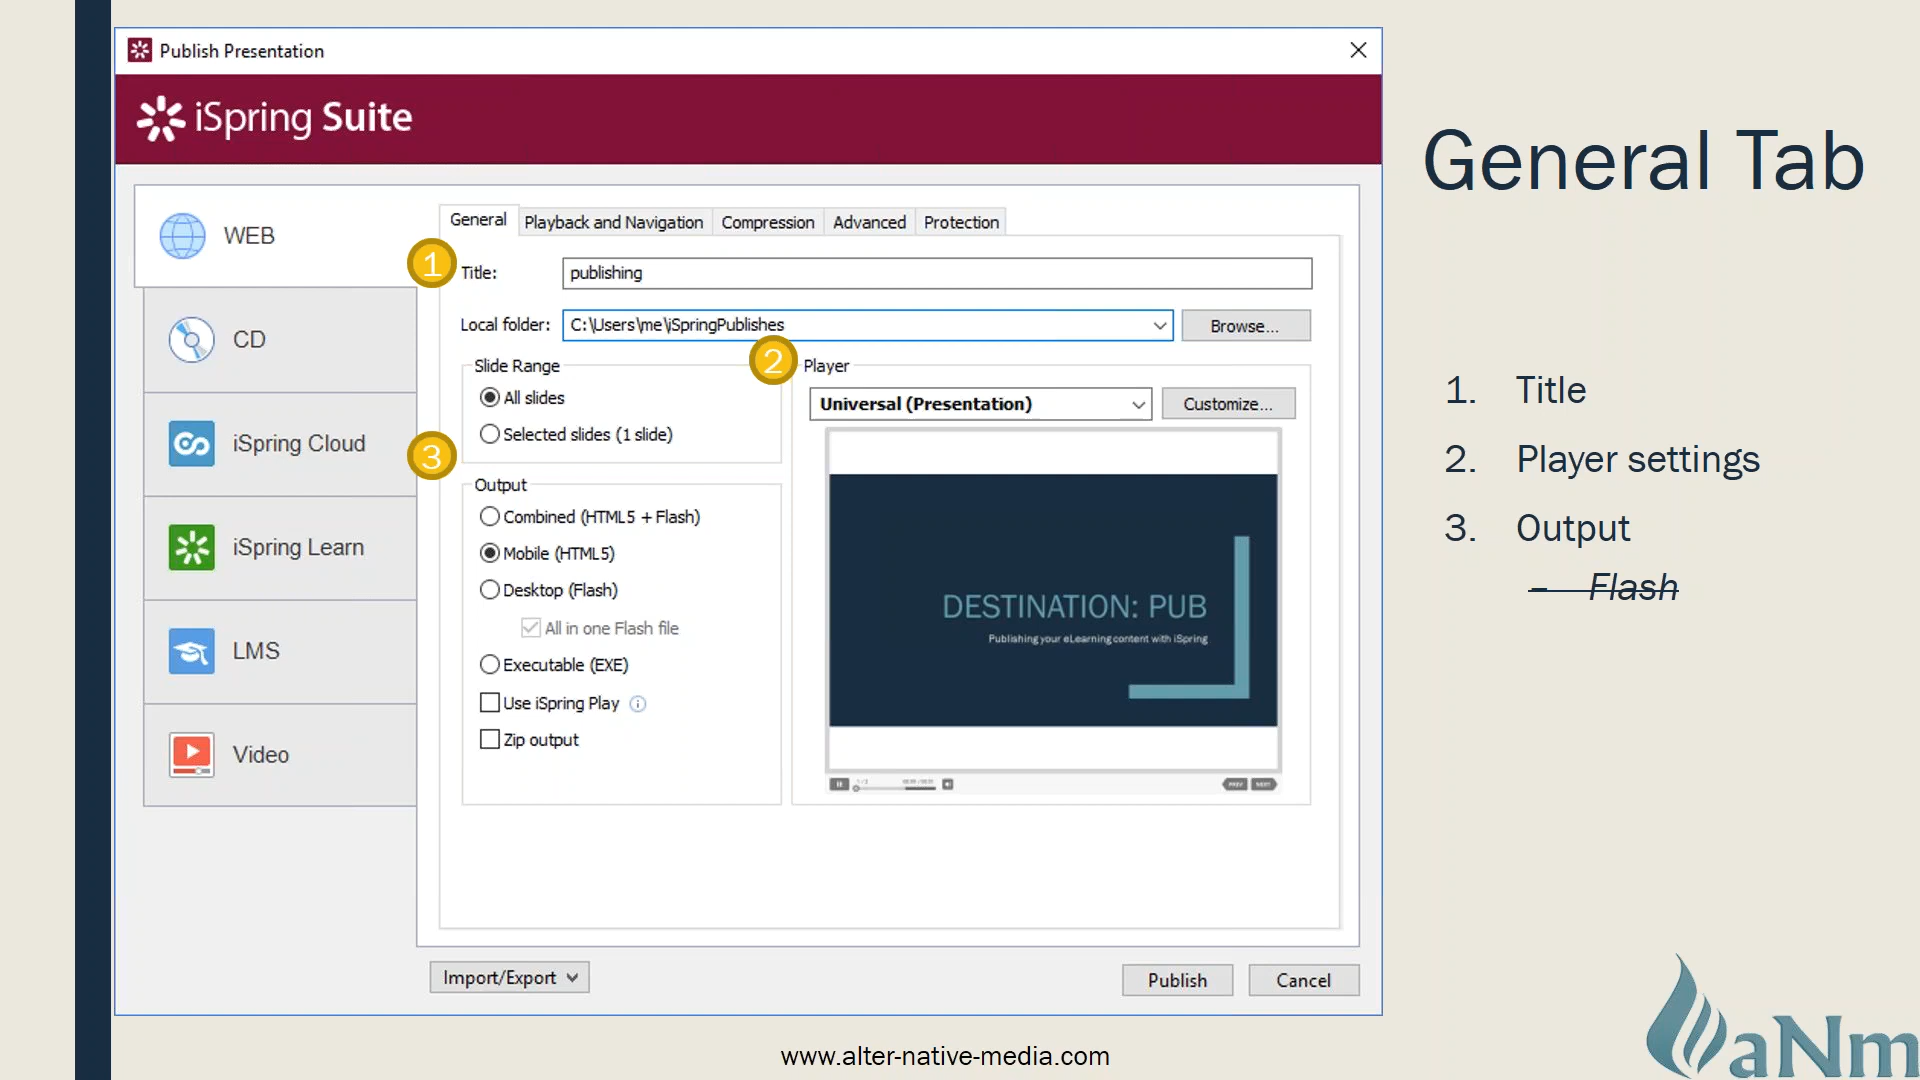 Publish Presentation
iSpring Suite
WEB
CD
iSpring Cloud
iSpring Learn
LMS
Video
General Playback and Navigation Compression Advanced Protection
1 Title: publishing
Local folder: C:\Users\me\iSpringPublishes Browse...
Slide Range
All slides
Selected slides (1 slide)
3
Output
Combined (HTML5 + Flash)
Mobile (HTML5)
Desktop (Flash)
All in one Flash file
Executable (EXE)
Use iSpring Play
Zip output
2 Player
Universal (Presentation) Customize...
DESTINATION: PUB
Publishing your eLearning content with iSpring
PREV NEXT
Import/Export Publish Cancel
General Tab
1. Title
2. Player settings
3. Output
– Flash
www.alter-native-media.com
aNm